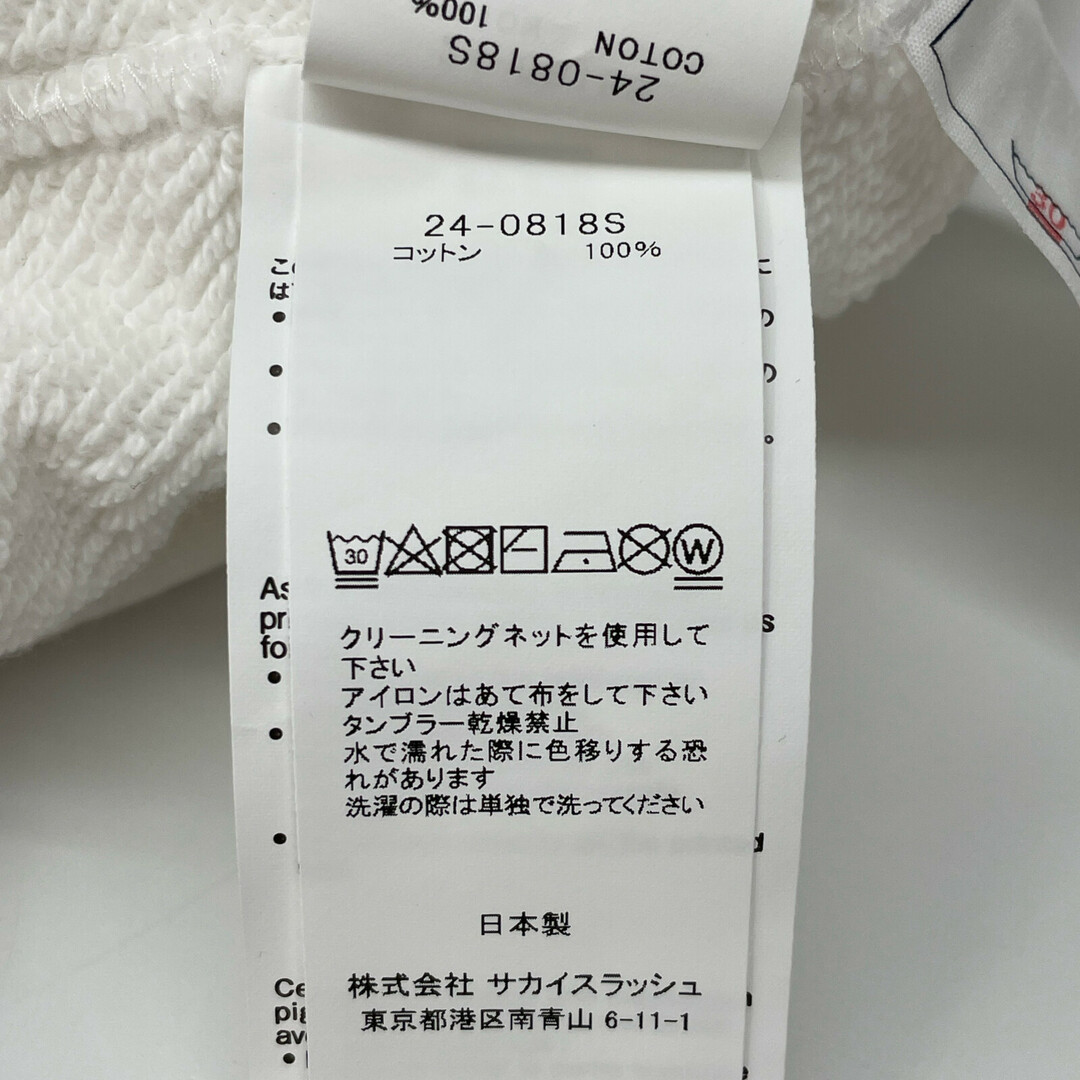 24-0818S
COTTON 100%
24-0818S
コットン 100%
30
W
クリーニングネットを使用して
下さい
アイロンはあて布をして下さい
タンブラー乾燥禁止
水で濡れた際に色移りする恐
れがあります
洗濯の際は単独で洗ってください
日本製
株式会社 サカイスラッシュ
東京都港区南青山 6-11-1
30